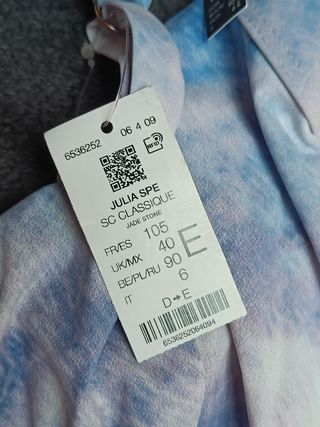 6536252 06 4 09
RFID
JULIA SPE
SC CLASSIQUE
JADE STONE
FR/ES 105
UK/MX 40 E
BE/PL/RU 90
IT 6
D➔E
6536252064094